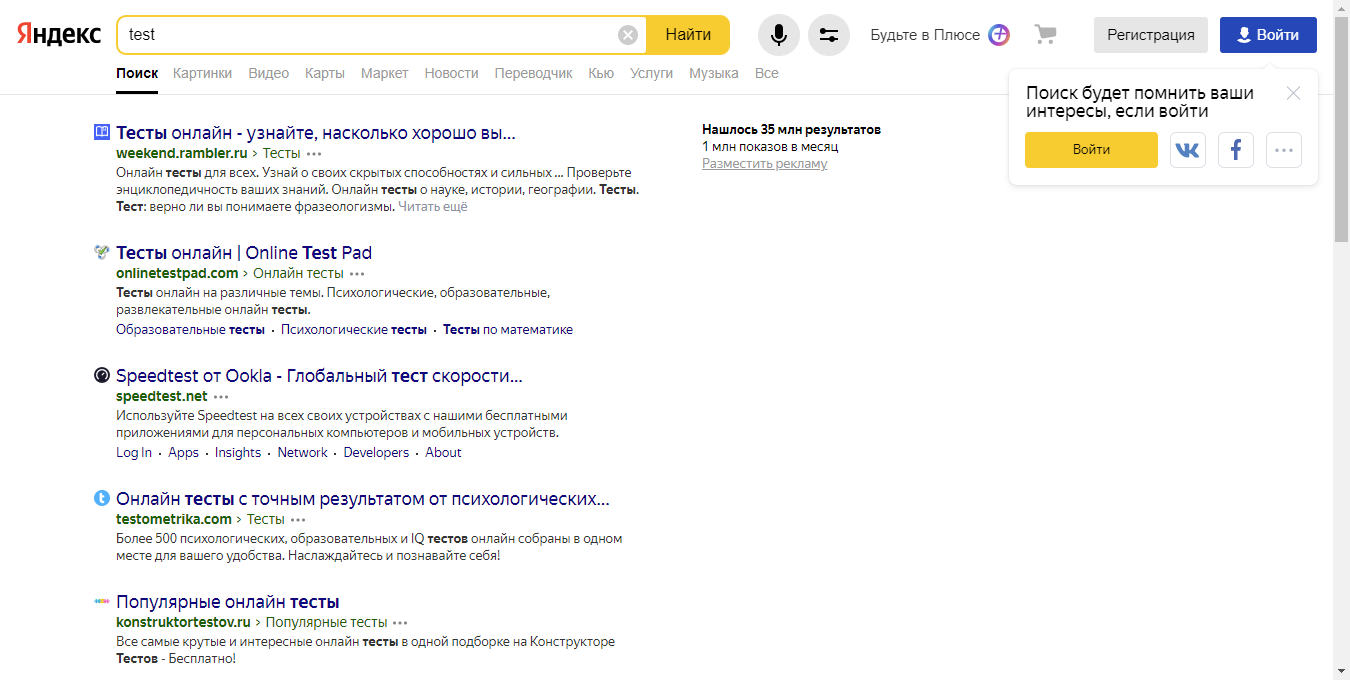 Яндекс
test
Найти
Будьте в Плюсе
Регистрация
Войти
Поиск Картинки Видео Карты Маркет Новости Переводчик Кью Услуги Музыка Все
Поиск будет помнить ваши
интересы, если войти
Войти
Тесты онлайн - узнайте, насколько хорошо вы...
weekend.rambler.ru › Тесты
Онлайн тесты для всех. Узнай о своих скрытых способностях и сильных ... Проверьте
энциклопедичность ваших знаний. Онлайн тесты о науке, истории, географии. Тесты.
Тест: верно ли вы понимаете фразеологизмы. Читать ещё
Нашлось 35 млн результатов
1 млн показов в месяц
Разместить рекламу
Тесты онлайн | Online Test Pad
onlinetestpad.com › Онлайн тесты
Тесты онлайн на различные темы. Психологические, образовательные,
развлекательные онлайн тесты.
Образовательные тесты · Психологические тесты · Тесты по математике
Speedtest от Ookla - Глобальный тест скорости...
speedtest.net
Используйте Speedtest на всех своих устройствах с нашими бесплатными
приложениями для персональных компьютеров и мобильных устройств.
Log In · Apps · Insights · Network · Developers · About
Онлайн тесты с точным результатом от психологических...
testometrika.com › Тесты
Более 500 психологических, образовательных и IQ тестов онлайн собраны в одном
месте для вашего удобства. Наслаждайтесь и познавайте себя!
Популярные онлайн тесты
konstruktortestov.ru › Популярные тесты
Все самые крутые и интересные онлайн тесты в одной подборке на Конструкторе
Тестов - Бесплатно!